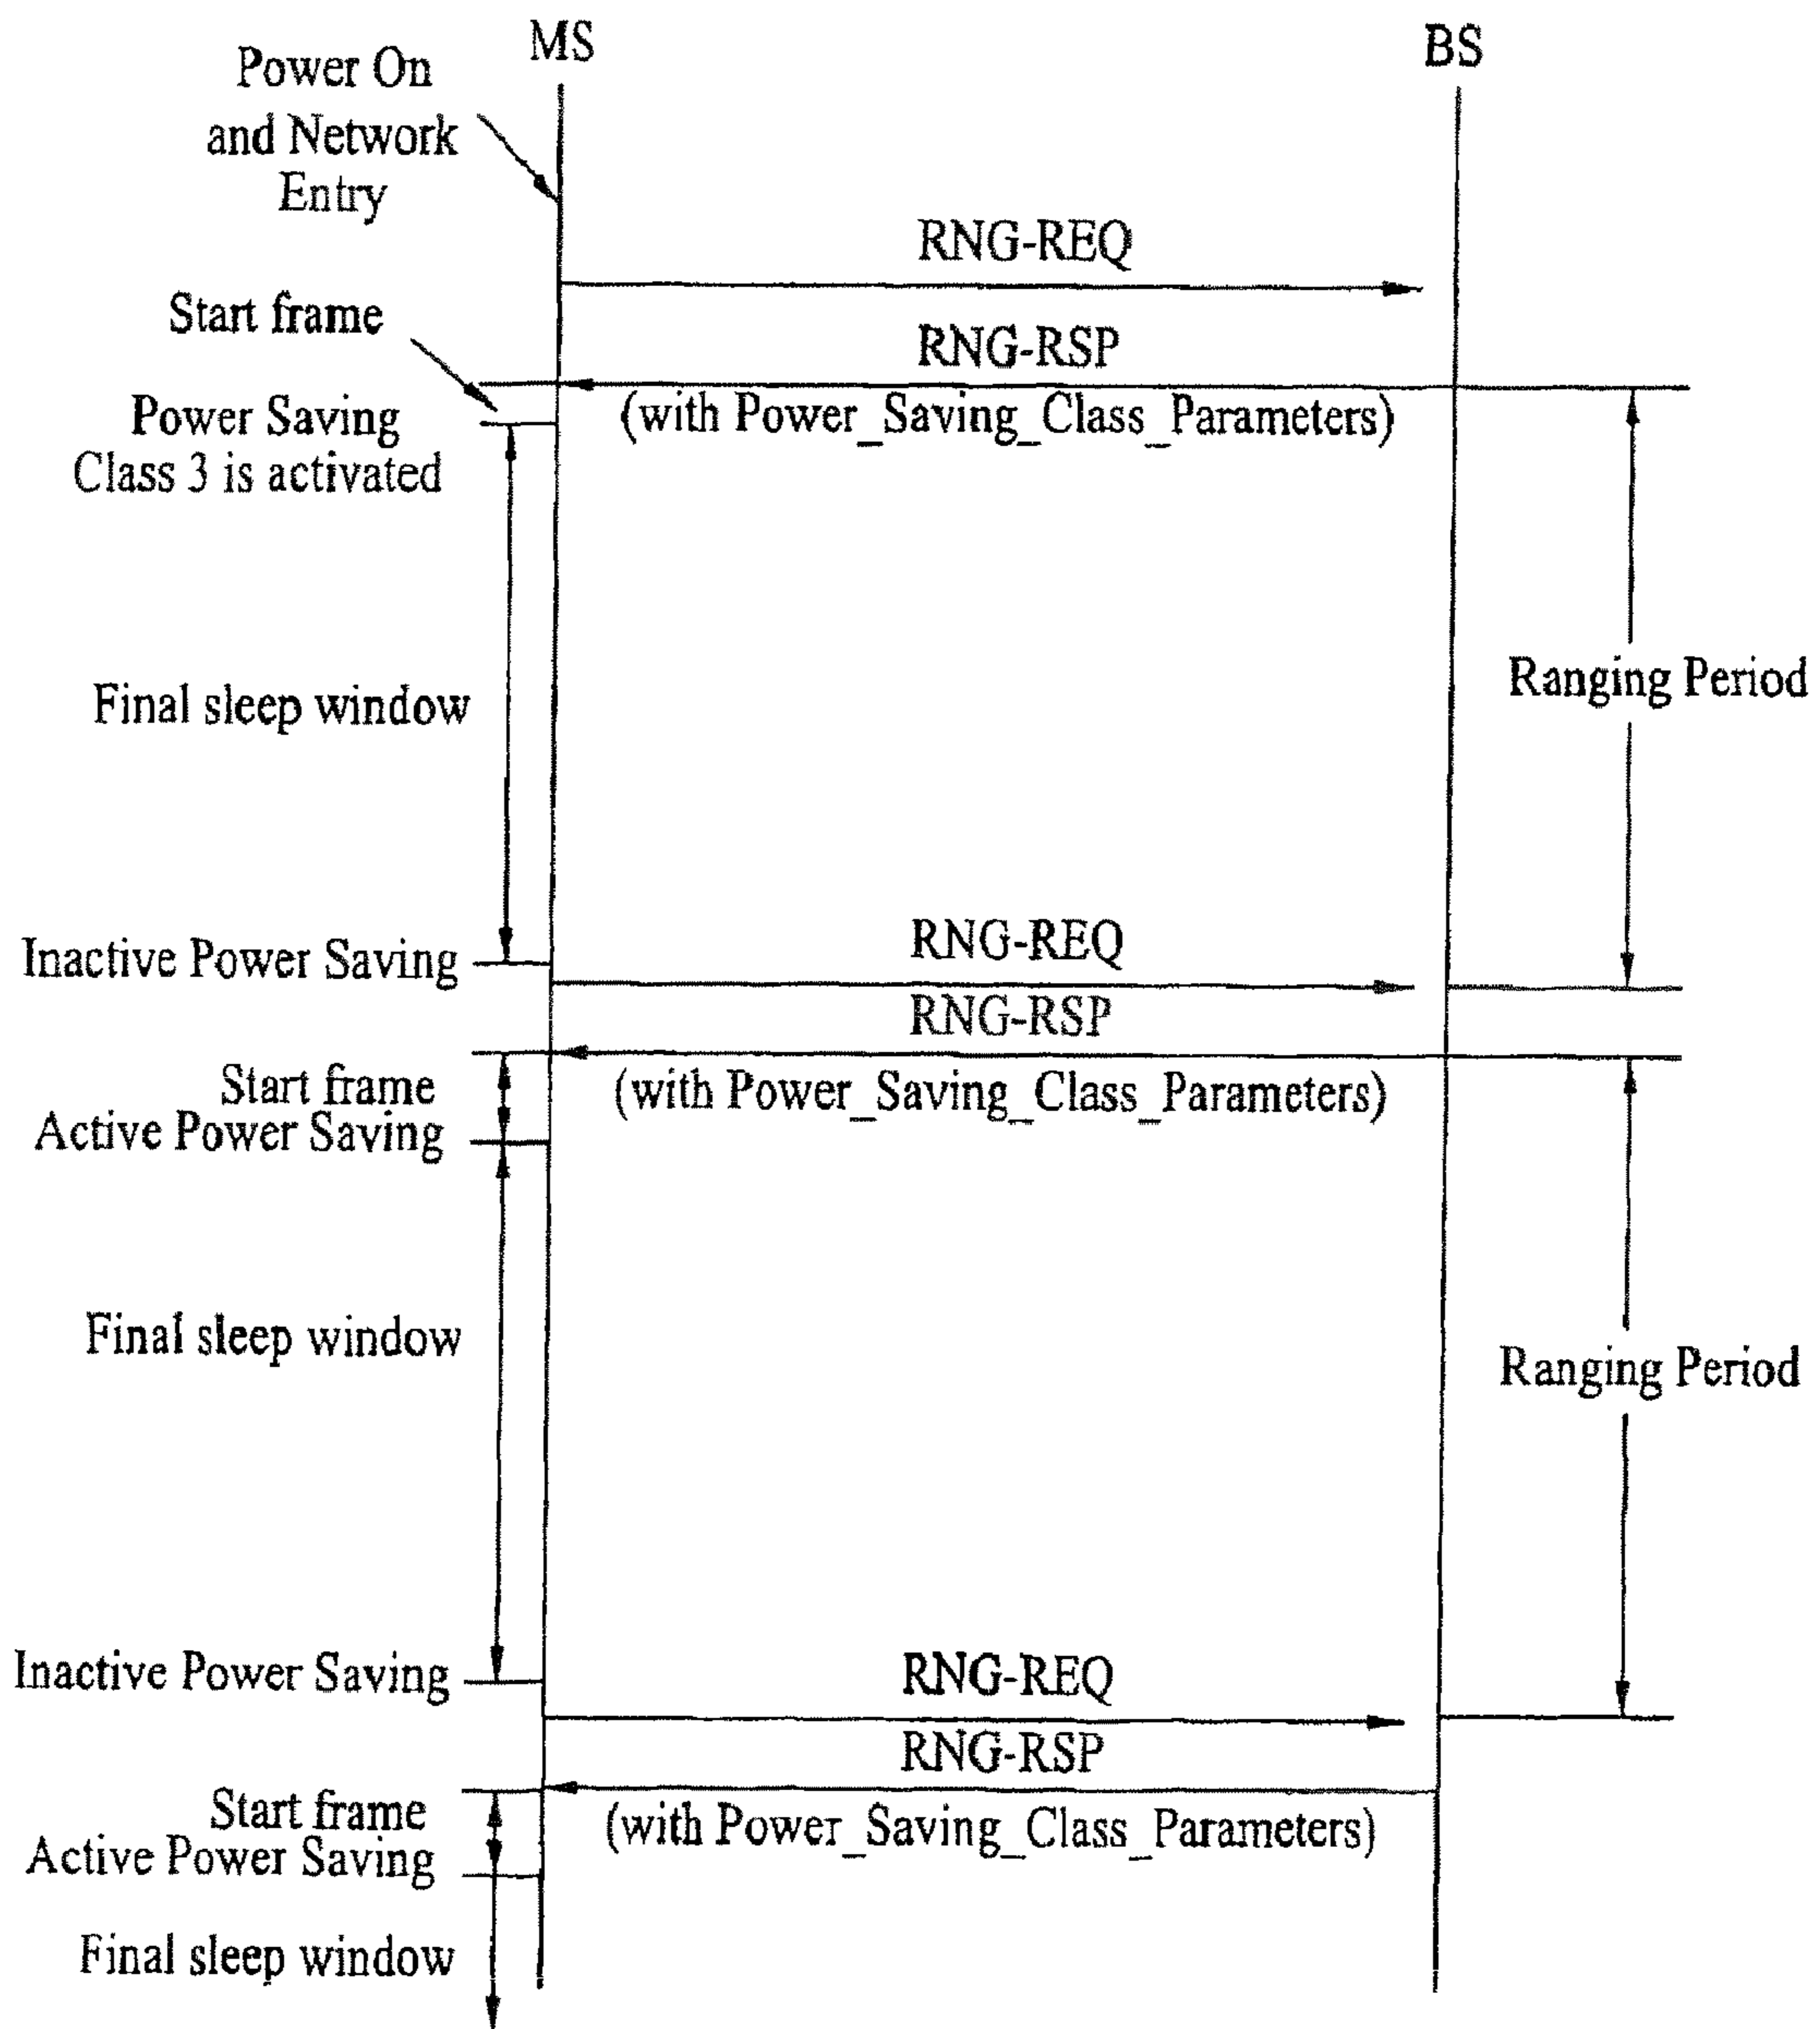 MS
BS
Power On
and Network
Entry
RNG-REQ
Start frame
RNG-RSP
(with Power_Saving_Class_Parameters)
Power Saving
Class 3 is activated
Final sleep window
Ranging Period
Inactive Power Saving
RNG-REQ
RNG-RSP
(with Power_Saving_Class_Parameters)
Start frame
Active Power Saving
Final sleep window
Ranging Period
Inactive Power Saving
RNG-REQ
RNG-RSP
(with Power_Saving_Class_Parameters)
Start frame
Active Power Saving
Final sleep window